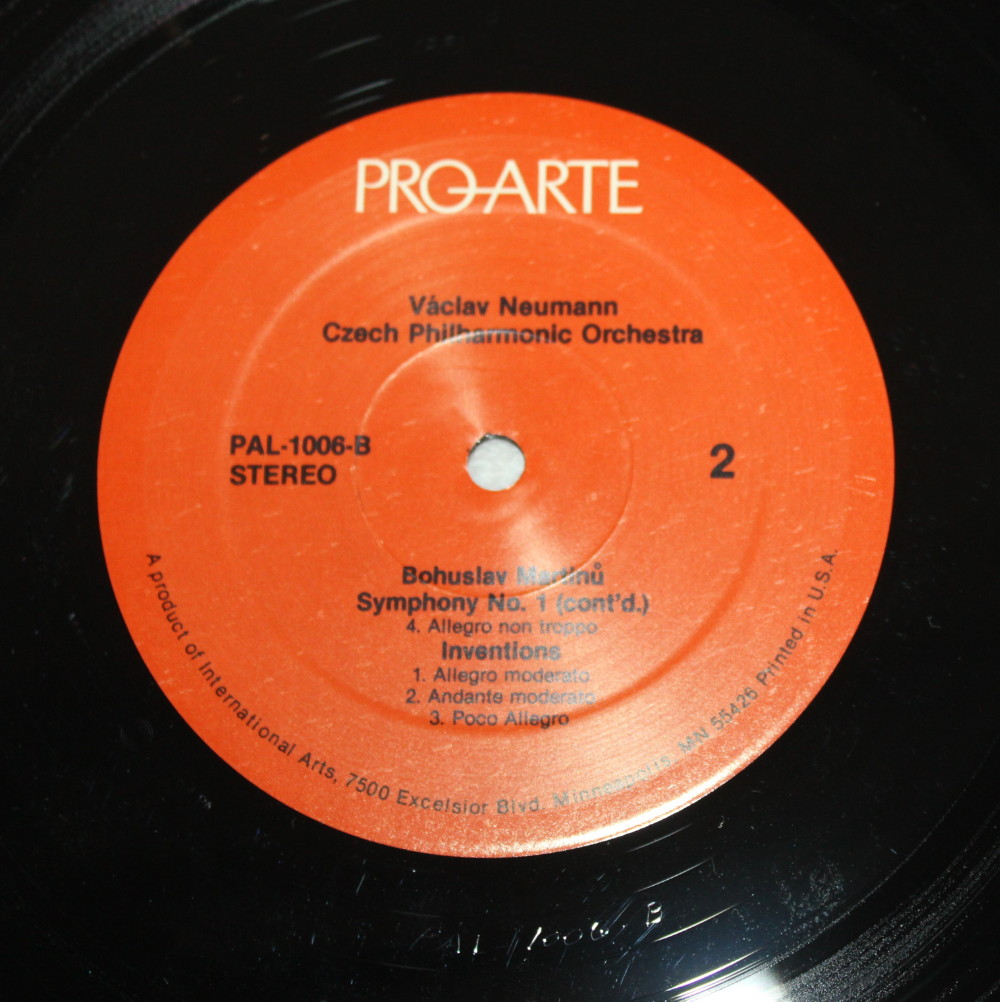 PRO-ARTE
Václav Neumann
Czech Philharmonic Orchestra
PAL-1006-B
STEREO
2
Bohuslav Martinů
Symphony No. 1 (cont'd.)
4. Allegro non troppo
Inventions
1. Allegro moderato
2. Andante moderato
3. Poco Allegro
A product of International Arts, 7500 Excelsior Blvd. Minneapolis, MN 55426 Printed in U.S.A.
PAL 1006 B